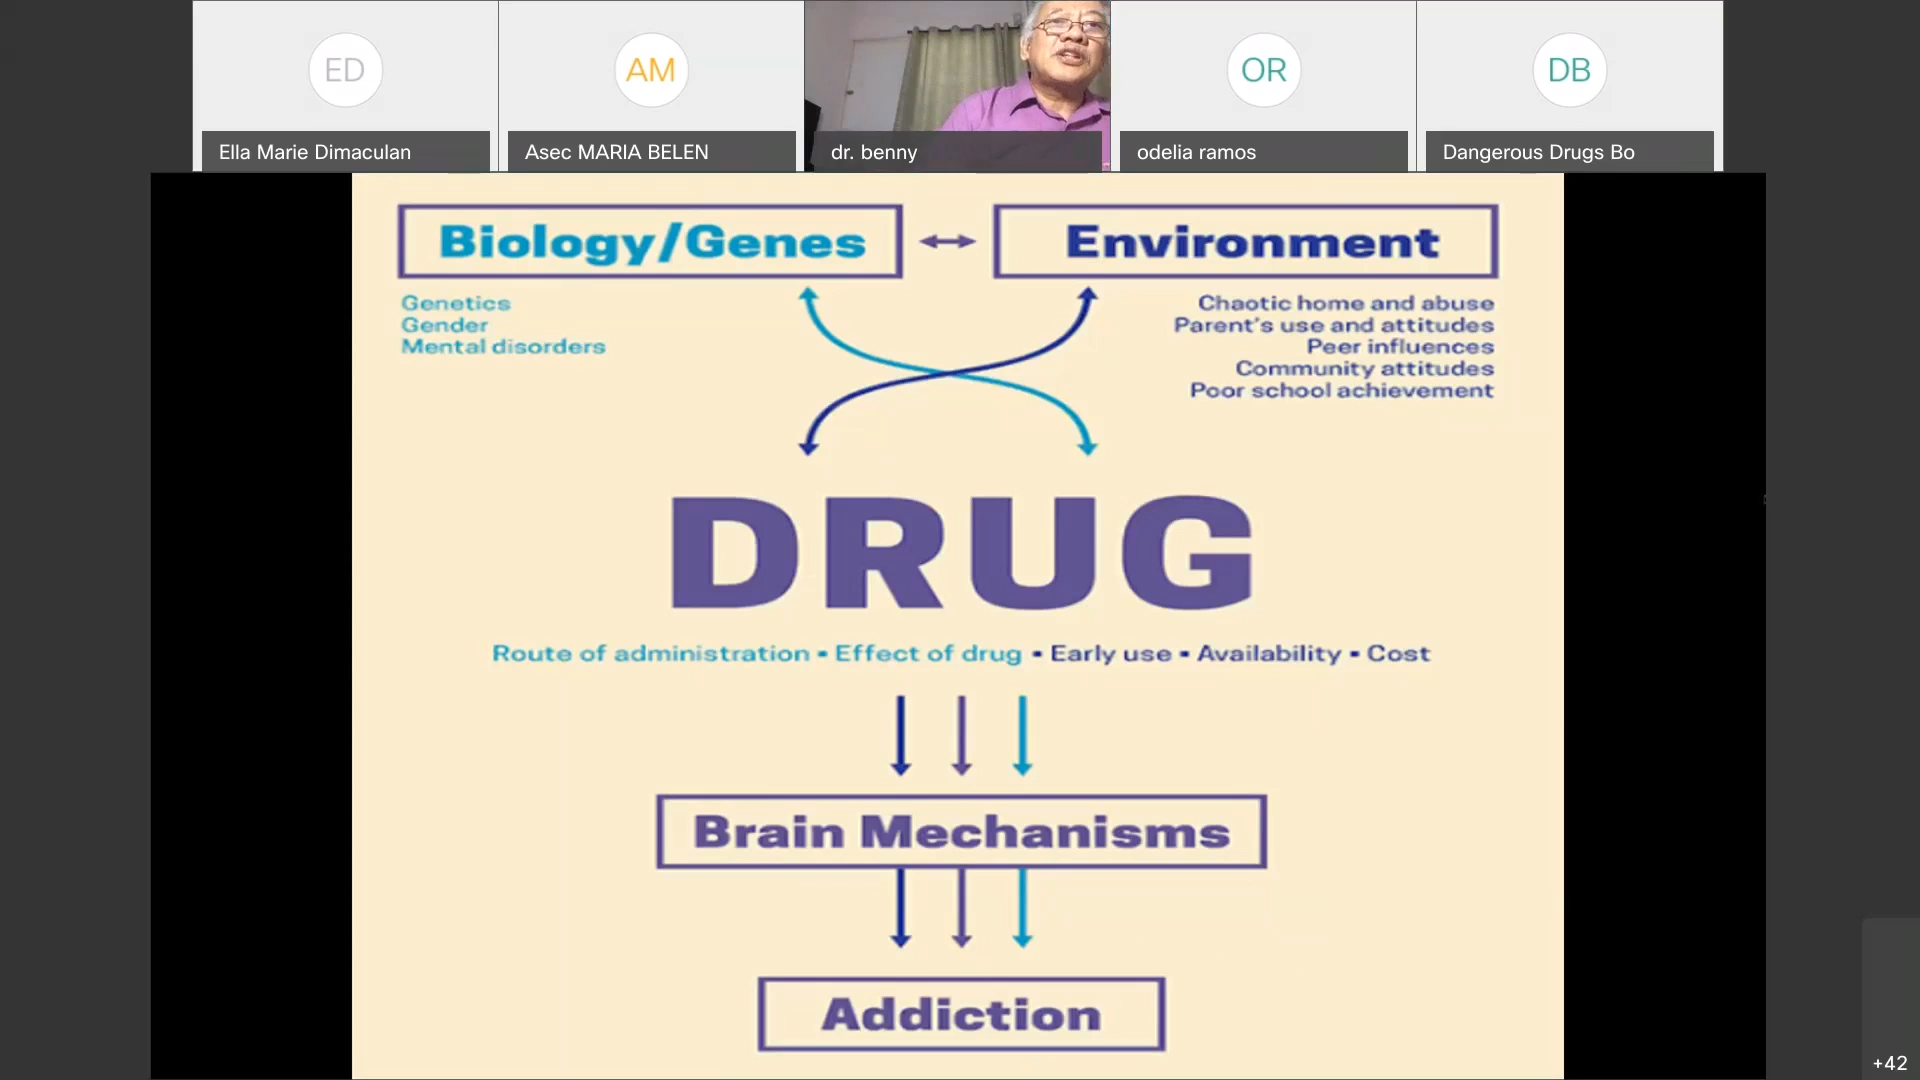 ED
AM
OR
DB
Ella Marie Dimaculan
Asec MARIA BELEN
dr. benny
odelia ramos
Dangerous Drugs Bo
Biology/Genes
Environment
Genetics
Gender
Mental disorders
Chaotic home and abuse
Parent's use and attitudes
Peer influences
Community attitudes
Poor school achievement
DRUG
Route of administration ▪ Effect of drug ▪ Early use ▪ Availability ▪ Cost
Brain Mechanisms
Addiction
+42